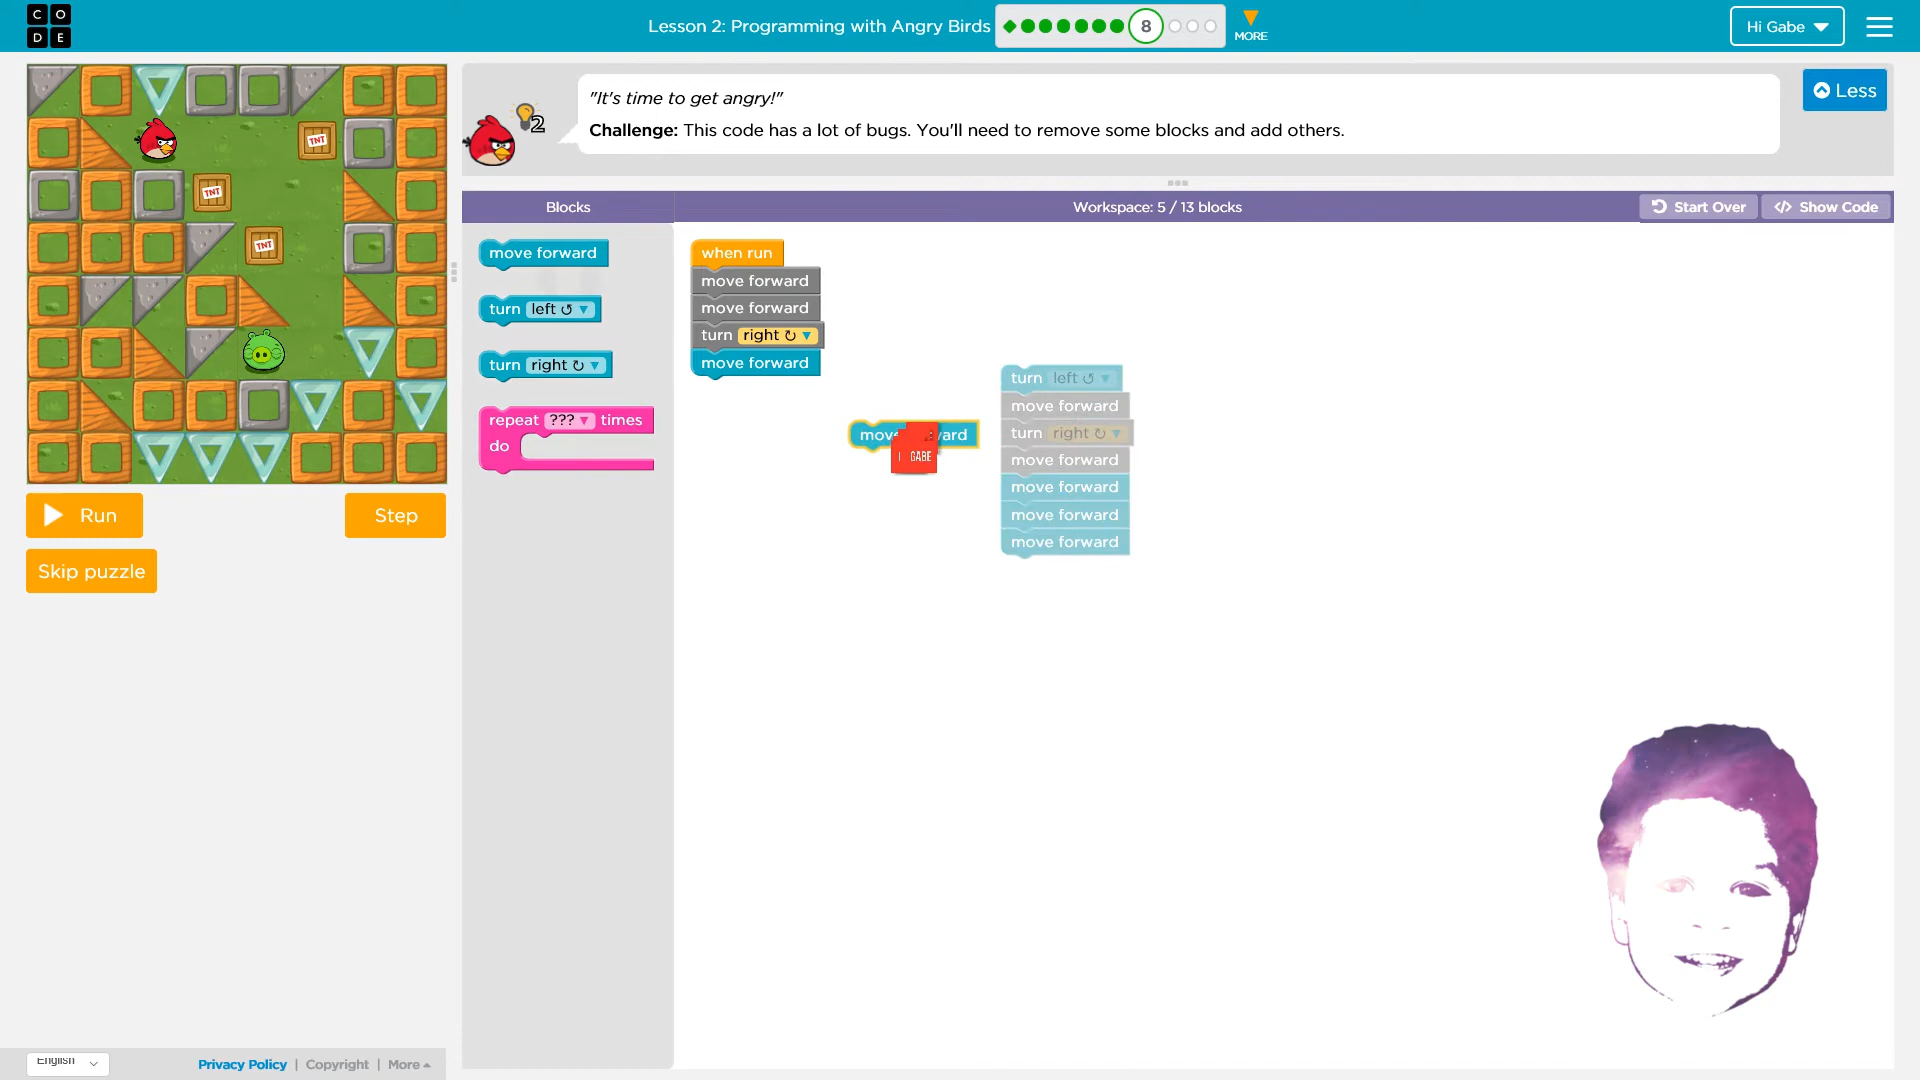 C O
D E
Lesson 2: Programming with Angry Birds
8
MORE
Hi Gabe
"It's time to get angry!"
Challenge: This code has a lot of bugs. You'll need to remove some blocks and add others.
2
Less
TNT
TNT
TNT
Blocks
Workspace: 5 / 13 blocks
Start Over
</> Show Code
move forward
turn left ↺
turn right ↻
repeat ??? times
do
when run
move forward
move forward
turn right ↻
move forward
GABE
turn left ↺
move forward
turn right ↻
move forward
move forward
move forward
move forward
Run
Step
Skip puzzle
English
Privacy Policy | Copyright | More